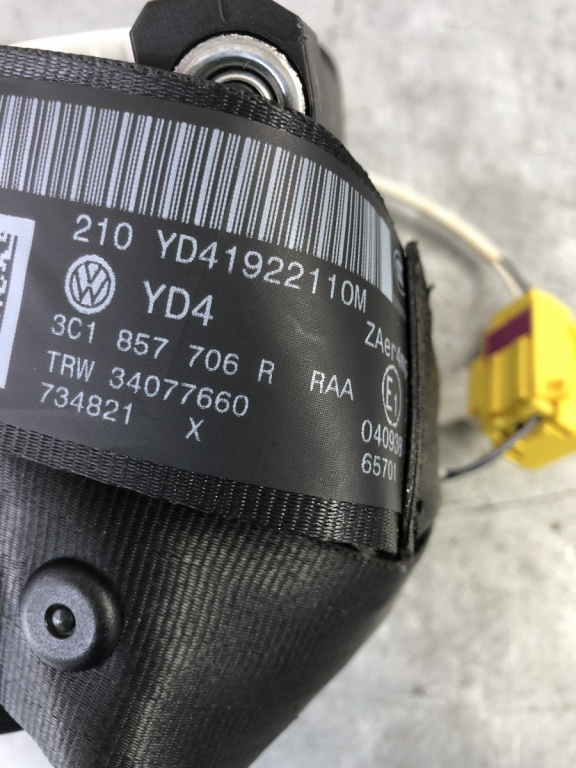 210 YD41922110M
YD4
3C1 857 706 R RAA
TRW 34077660
734821 X
E1
65701